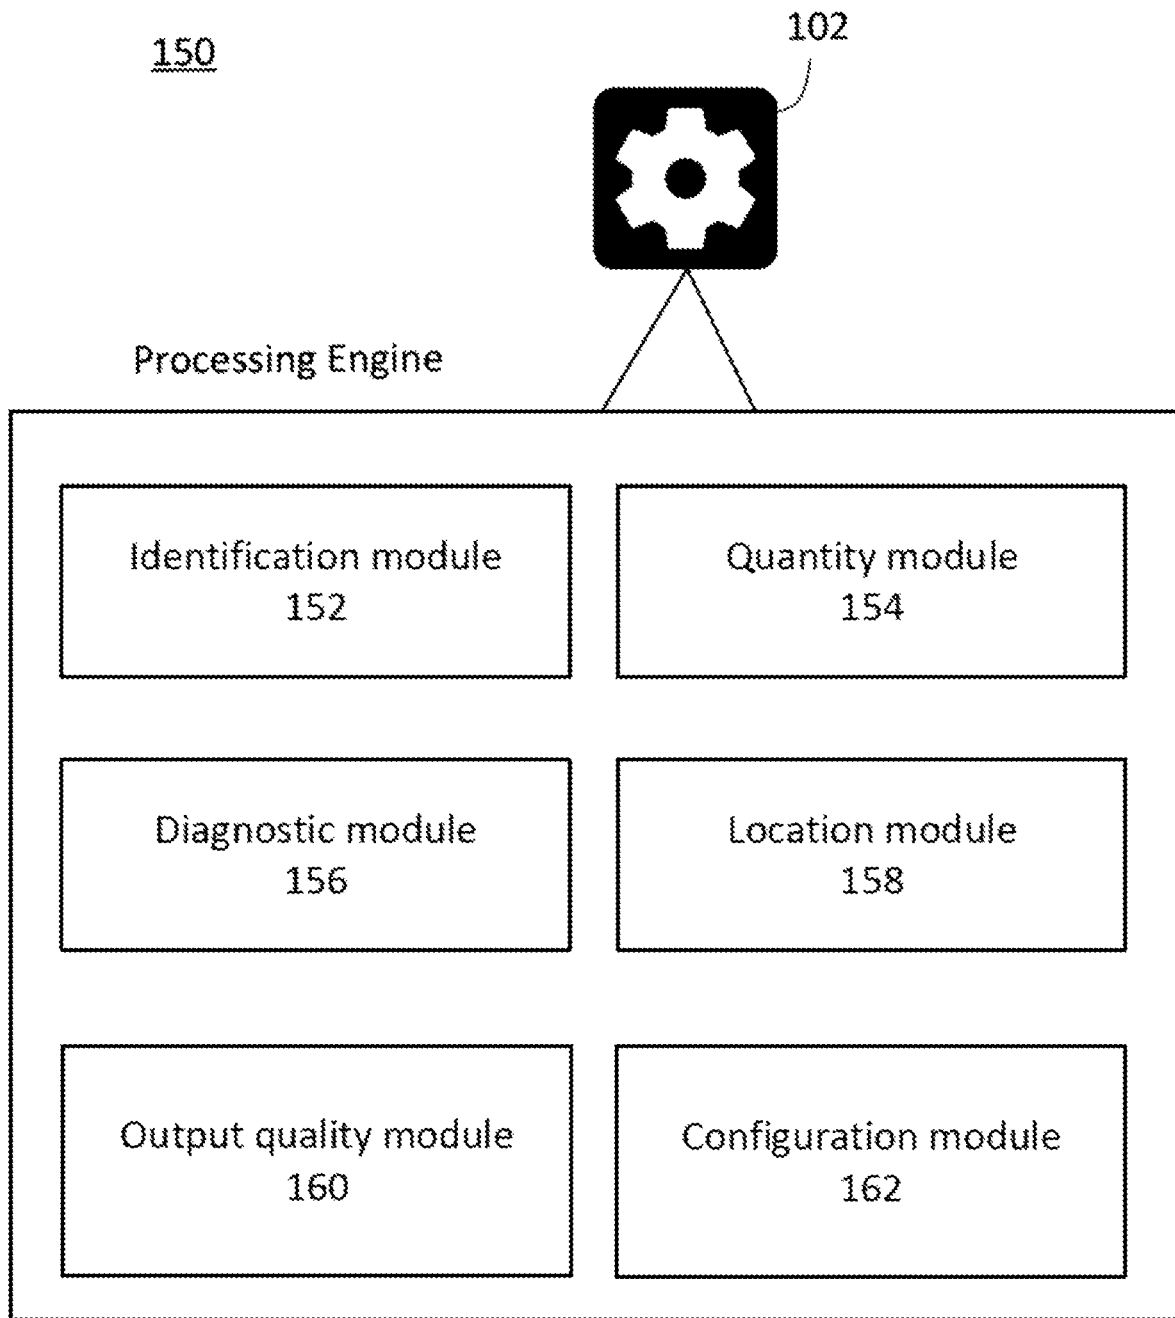 150
102
Processing Engine
Identification module
152
Quantity module
154
Diagnostic module
156
Location module
158
Output quality module
160
Configuration module
162